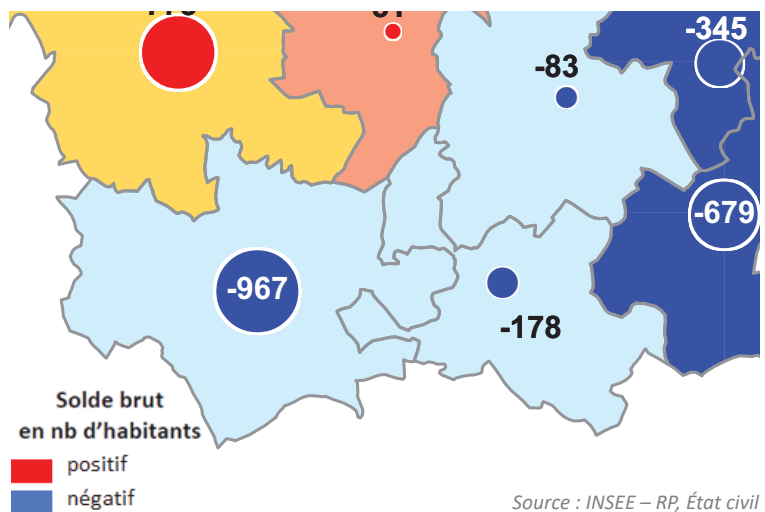 -345
-83
-679
-967
-178
Solde brut
en nb d'habitants
positif
négatif
Source : INSEE – RP, État civil